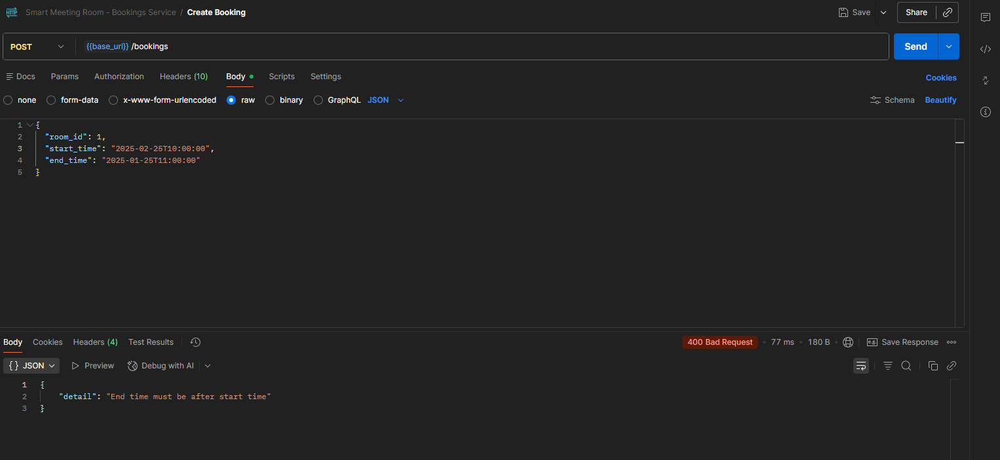 HTTP Smart Meeting Room - Bookings Service / Create Booking Save Share
POST {{base_url}} /bookings Send
Docs Params Authorization Headers (10) Body Scripts Settings Cookies
none form-data x-www-form-urlencoded raw binary GraphQL JSON Schema Beautify
1 {
2 "room_id": 1,
3 "start_time": "2025-02-25T10:00:00",
4 "end_time": "2025-01-25T11:00:00"
5 }
Body Cookies Headers (4) Test Results 400 Bad Request • 77 ms • 180 B • e.g. Save Response
{} JSON Preview Debug with AI
1 {
2 "detail": "End time must be after start time"
3 }